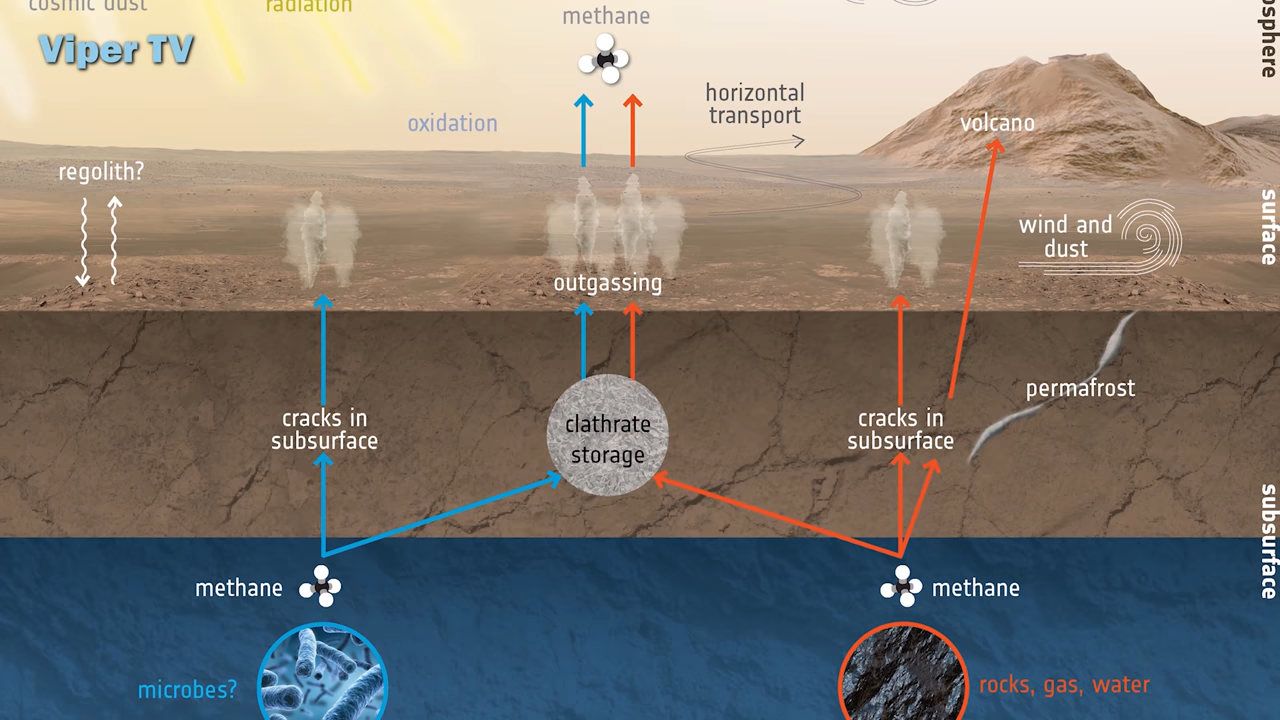 cosmic dust
radiation
methane
Viper TV
horizontal
transport
oxidation
volcano
regolith?
wind and
dust
outgassing
surface
permafrost
cracks in
subsurface
clathrate
storage
cracks in
subsurface
subsurface
methane
methane
microbes?
rocks, gas, water